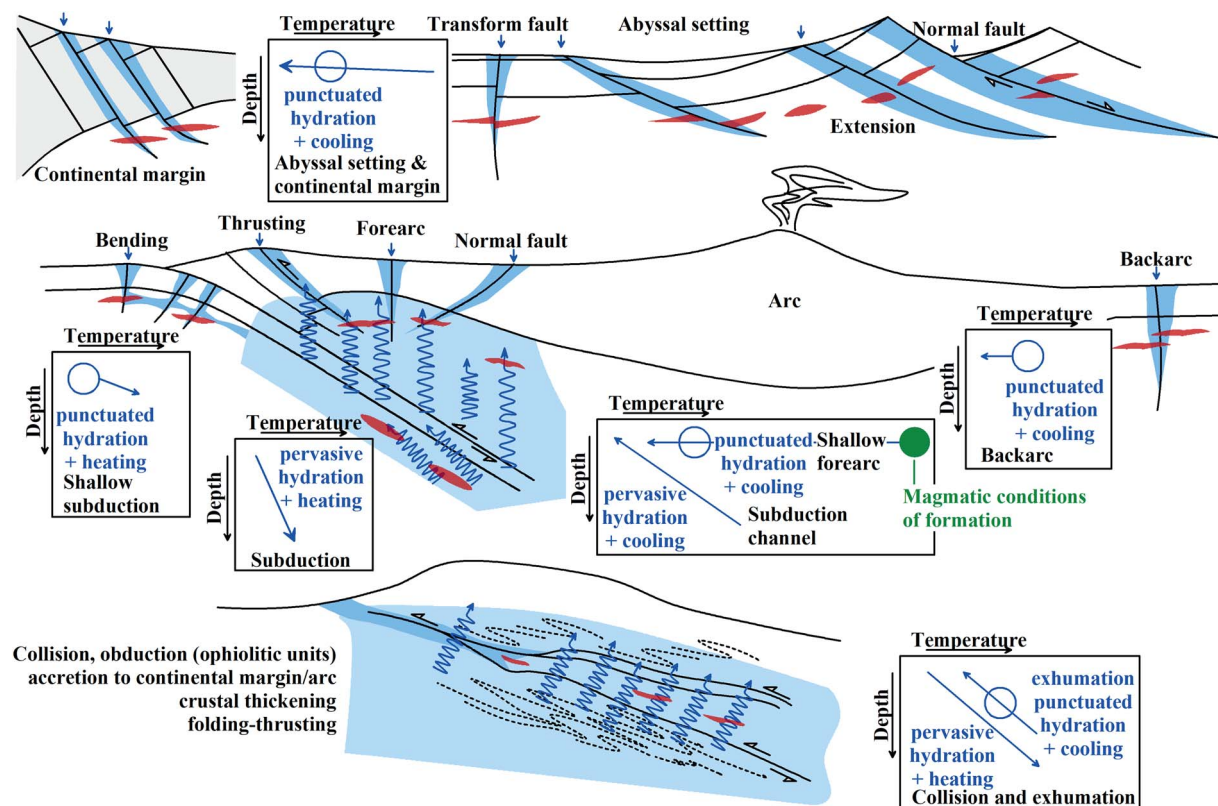 Temperature
Depth
punctuated
hydration
+ cooling
Abyssal setting &
continental margin
Continental margin
Transform fault
Abyssal setting
Normal fault
Extension
Bending
Thrusting
Forearc
Normal fault
Arc
Backarc
Temperature
Depth
punctuated
hydration
+ heating
Shallow
subduction
Temperature
Depth
pervasive
hydration
+ heating
Subduction
Temperature
Depth
punctuated
hydration
+ cooling
Shallow
forearc
pervasive
hydration
+ cooling
Subduction
channel
Magmatic conditions
of formation
Temperature
Depth
punctuated
hydration
+ cooling
Backarc
Collision, obduction (ophiolitic units)
accretion to continental margin/arc
crustal thickening
folding-thrusting
Temperature
Depth
exhumation
punctuated
hydration
+ cooling
pervasive
hydration
+ heating
Collision and exhumation